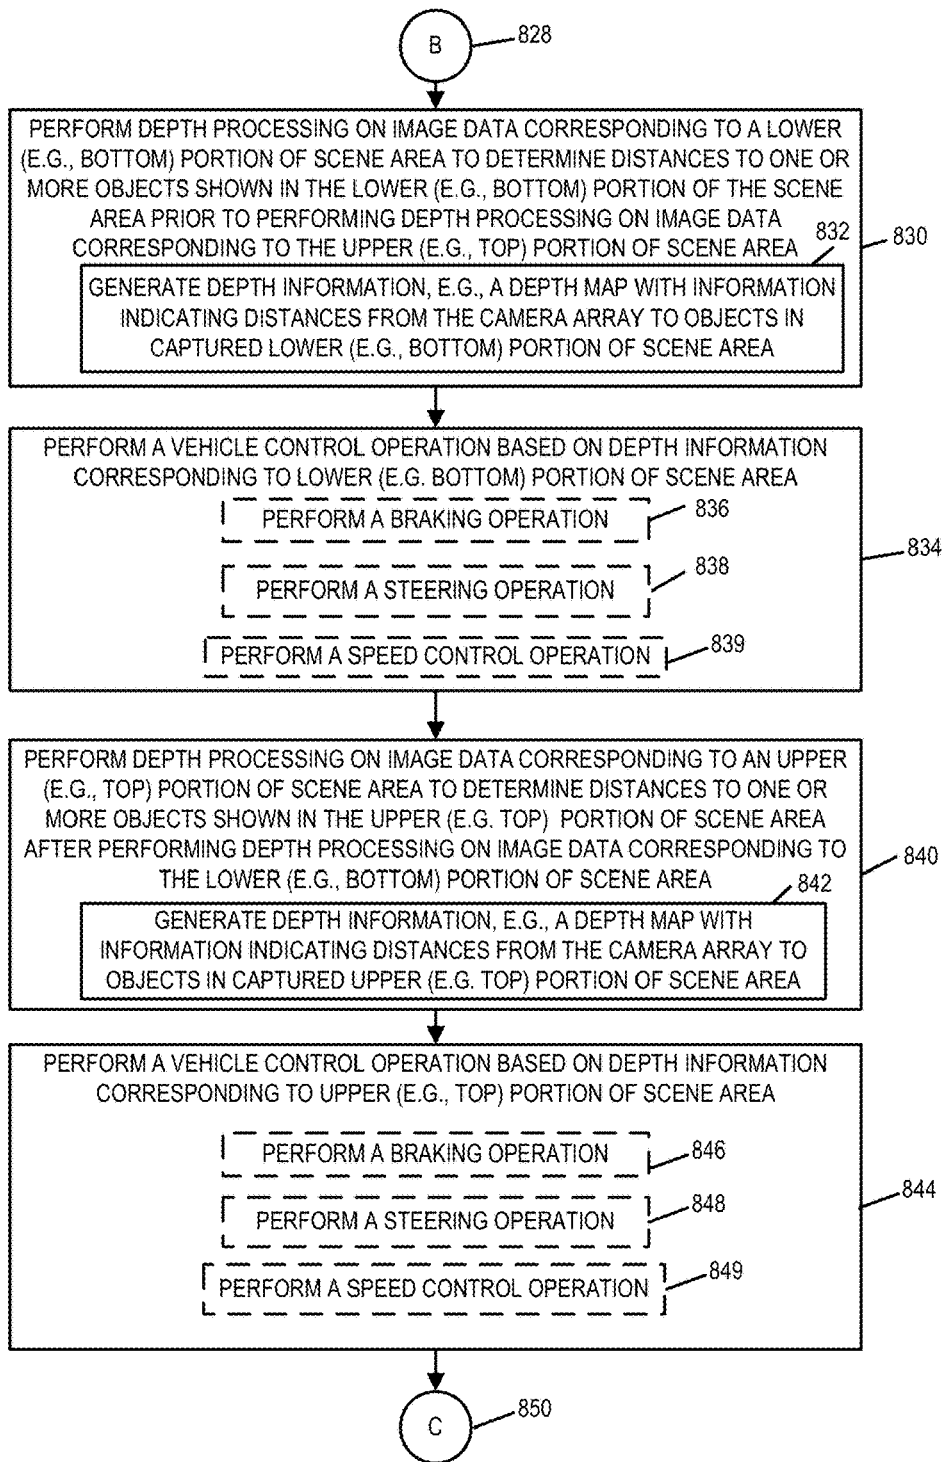 B
828
PERFORM DEPTH PROCESSING ON IMAGE DATA CORRESPONDING TO A LOWER
(E.G., BOTTOM) PORTION OF SCENE AREA TO DETERMINE DISTANCES TO ONE OR
MORE OBJECTS SHOWN IN THE LOWER (E.G., BOTTOM) PORTION OF THE SCENE
AREA PRIOR TO PERFORMING DEPTH PROCESSING ON IMAGE DATA
CORRESPONDING TO THE UPPER (E.G., TOP) PORTION OF SCENE AREA
832
830
GENERATE DEPTH INFORMATION, E.G., A DEPTH MAP WITH INFORMATION
INDICATING DISTANCES FROM THE CAMERA ARRAY TO OBJECTS IN
CAPTURED LOWER (E.G., BOTTOM) PORTION OF SCENE AREA
PERFORM A VEHICLE CONTROL OPERATION BASED ON DEPTH INFORMATION
CORRESPONDING TO LOWER (E.G. BOTTOM) PORTION OF SCENE AREA
PERFORM A BRAKING OPERATION
836
834
PERFORM A STEERING OPERATION
838
PERFORM A SPEED CONTROL OPERATION
839
PERFORM DEPTH PROCESSING ON IMAGE DATA CORRESPONDING TO AN UPPER
(E.G., TOP) PORTION OF SCENE AREA TO DETERMINE DISTANCES TO ONE OR
MORE OBJECTS SHOWN IN THE UPPER (E.G. TOP) PORTION OF SCENE AREA
AFTER PERFORMING DEPTH PROCESSING ON IMAGE DATA CORRESPONDING TO
THE LOWER (E.G., BOTTOM) PORTION OF SCENE AREA
842
840
GENERATE DEPTH INFORMATION, E.G., A DEPTH MAP WITH
INFORMATION INDICATING DISTANCES FROM THE CAMERA ARRAY TO
OBJECTS IN CAPTURED UPPER (E.G. TOP) PORTION OF SCENE AREA
PERFORM A VEHICLE CONTROL OPERATION BASED ON DEPTH INFORMATION
CORRESPONDING TO UPPER (E.G., TOP) PORTION OF SCENE AREA
PERFORM A BRAKING OPERATION
846
844
PERFORM A STEERING OPERATION
848
PERFORM A SPEED CONTROL OPERATION
849
C
850